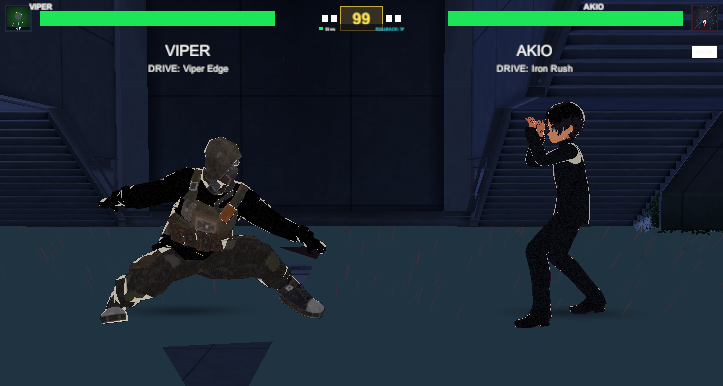 VIPER
AKIO
99
VIPER
AKIO
DRIVE: Viper Edge
DRIVE: Iron Rush